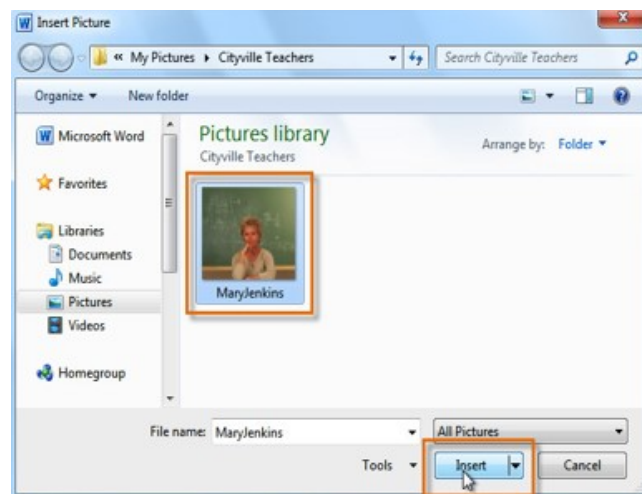 Insert Picture
« My Pictures ▸ Cityville Teachers
Search Cityville Teachers
Organize ▾ New folder
Microsoft Word
Favorites
Libraries
Documents
Music
Pictures
Videos
Homegroup
Pictures library
Cityville Teachers
Arrange by: Folder ▾
MaryJenkins
File name: MaryJenkins
All Pictures
Tools ▾ Insert Cancel